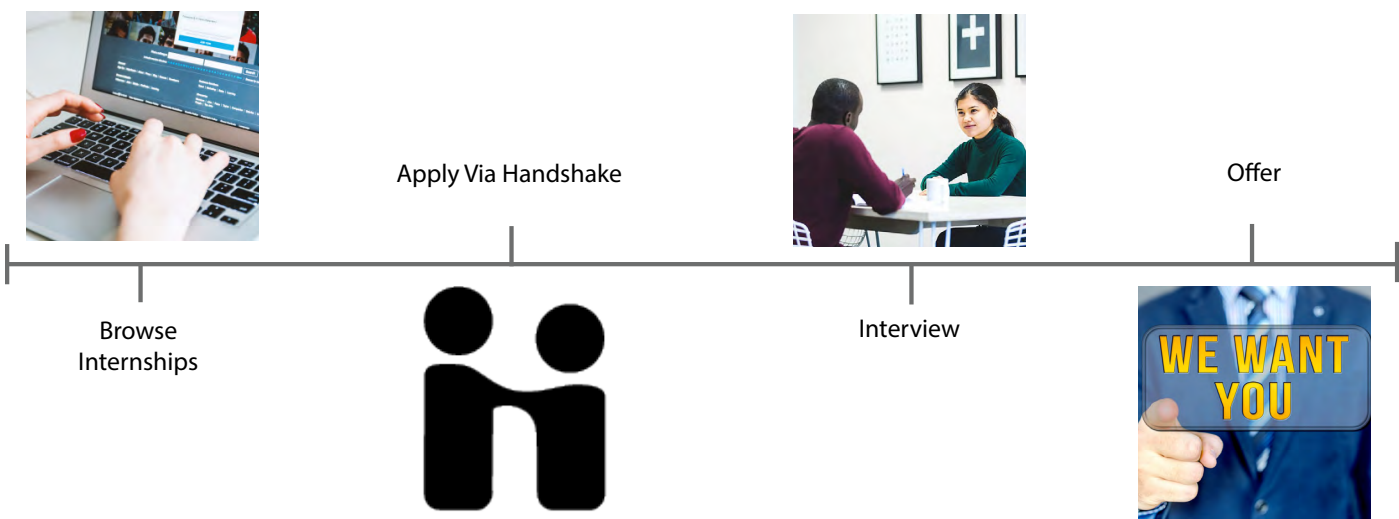 Apply Via Handshake
Offer
Browse
Internships
Interview
WE WANT
YOU